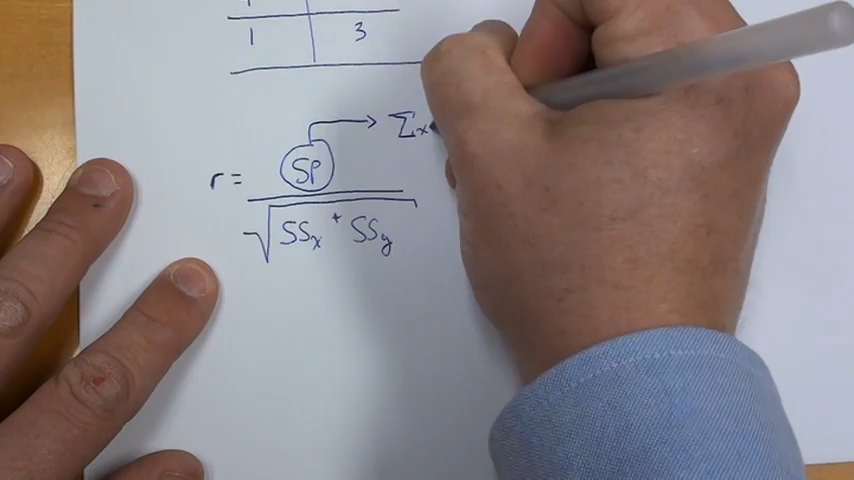 1 3
→ Σx
r = SP
√SSx + SSy